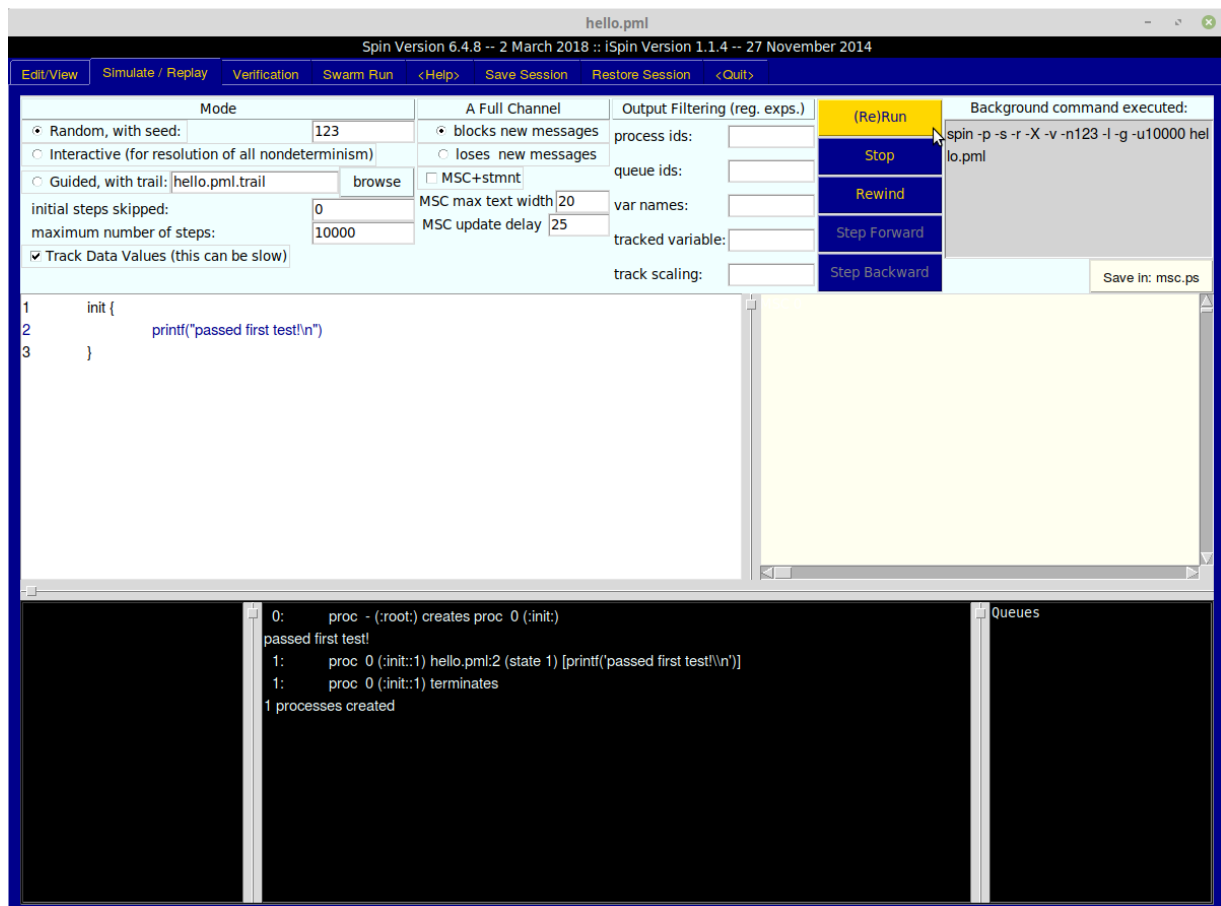 hello.pml
Spin Version 6.4.8 -- 2 March 2018 :: iSpin Version 1.1.4 -- 27 November 2014
Edit/View Simulate / Replay Verification Swarm Run <Help> Save Session Restore Session <Quit>
Mode
Random, with seed: 123
Interactive (for resolution of all nondeterminism)
Guided, with trail: hello.pml.trail browse
initial steps skipped: 0
maximum number of steps: 10000
Track Data Values (this can be slow)
A Full Channel
blocks new messages
loses new messages
MSC+stmnt
MSC max text width 20
MSC update delay 25
Output Filtering (reg. exps.)
process ids:
queue ids:
var names:
tracked variable:
track scaling:
(Re)Run
Stop
Rewind
Step Forward
Step Backward
Background command executed:
spin -p -s -r -X -v -n123 -l -g -u10000 hel
lo.pml
Save in: msc.ps
1 init {
2 printf("passed first test!\n")
3 }
0: proc - (:root:) creates proc 0 (:init:)
passed first test!
1: proc 0 (:init::1) hello.pml:2 (state 1) [printf('passed first test!\\n')]
1: proc 0 (:init::1) terminates
1 processes created
Queues